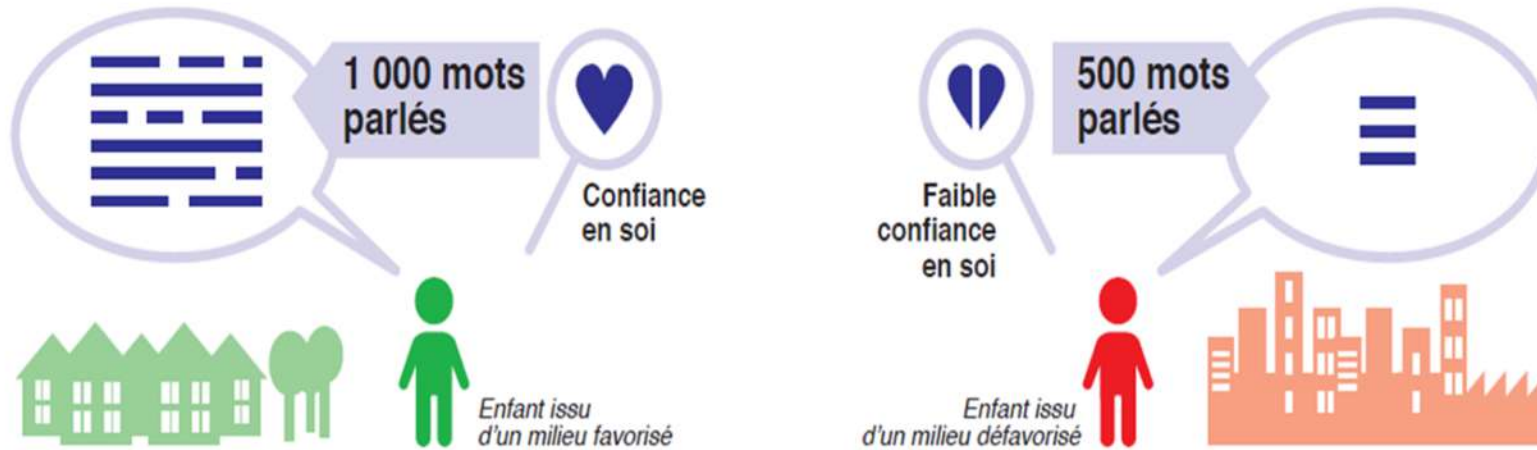 1 000 mots
parlés
Confiance
en soi
Enfant issu
d'un milieu favorisé
500 mots
parlés
Faible
confiance
en soi
Enfant issu
d'un milieu défavorisé